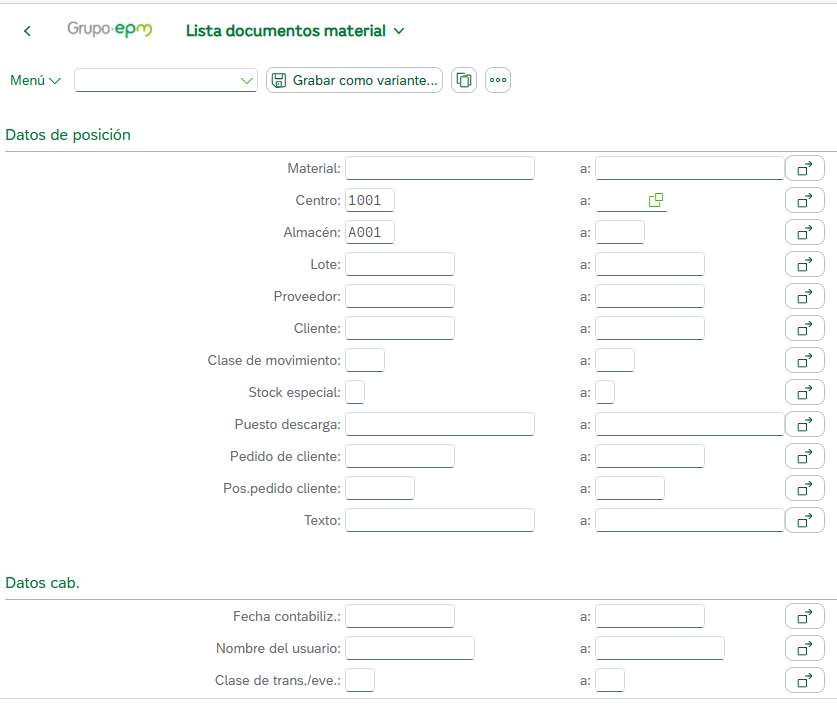 Grupo·epm Lista documentos material
Menú Grabar como variante...
Datos de posición
Material: a:
Centro: 1001 a:
Almacén: A001 a:
Lote: a:
Proveedor: a:
Cliente: a:
Clase de movimiento: a:
Stock especial: a:
Puesto descarga: a:
Pedido de cliente: a:
Pos.pedido cliente: a:
Texto: a:
Datos cab.
Fecha contabiliz.: a:
Nombre del usuario: a:
Clase de trans./eve.: a: